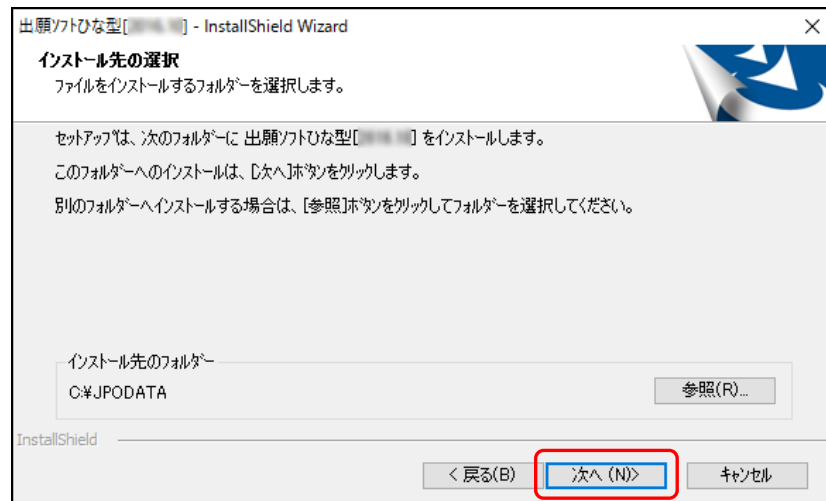 出願ソフトひな型[ ] - InstallShield Wizard
インストール先の選択
ファイルをインストールするフォルダーを選択します。
セットアップは、次のフォルダーに 出願ソフトひな型[ ] をインストールします。
このフォルダーへのインストールは、[次へ]ボタンをクリックします。
別のフォルダーへインストールする場合は、[参照]ボタンをクリックしてフォルダーを選択してください。
インストール先のフォルダー
C:¥JPODATA
参照(R)...
InstallShield
< 戻る(B)
次へ (N)>
キャンセル